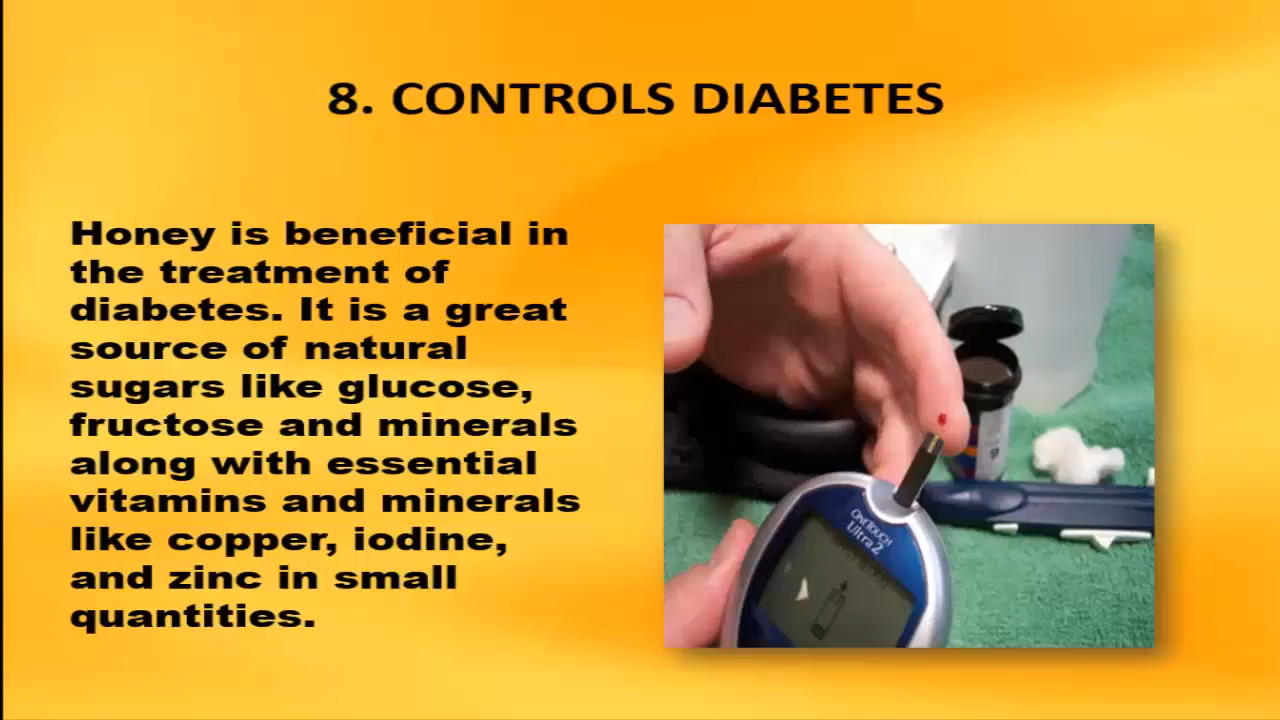 8. CONTROLS DIABETES
Honey is beneficial in
the treatment of
diabetes. It is a great
source of natural
sugars like glucose,
fructose and minerals
along with essential
vitamins and minerals
like copper, iodine,
and zinc in small
quantities.
ONETOUCH
Ultra2